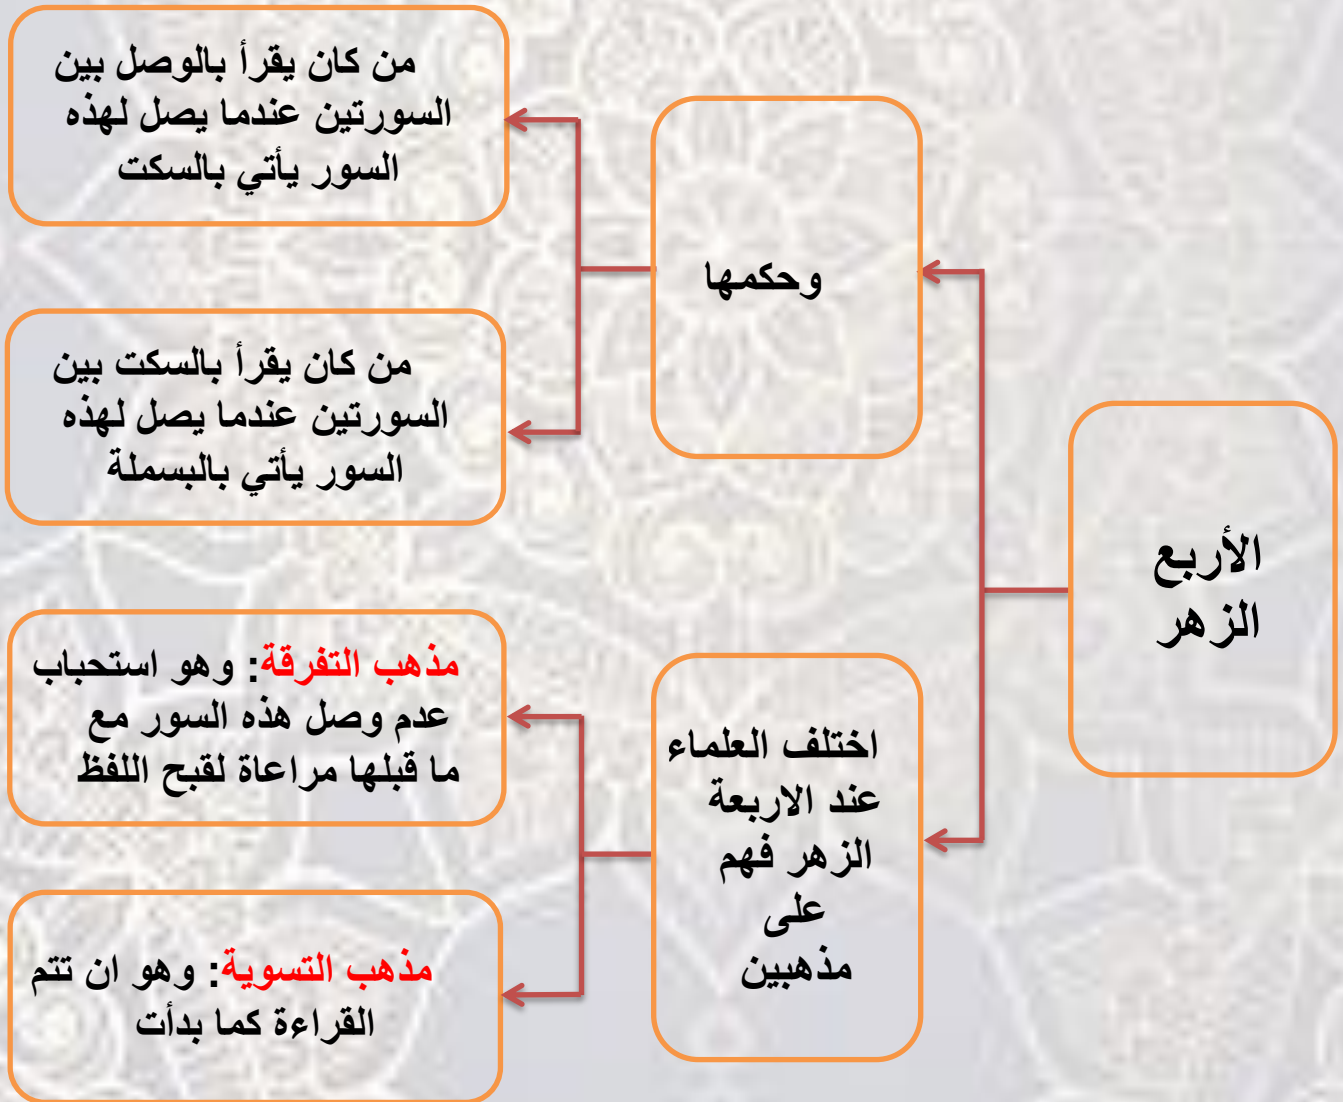 الأربع
الزهر
وحكمها
من كان يقرأ بالوصل بين
السورتين عندما يصل لهذه
السور يأتي بالسكت
من كان يقرأ بالسكت بين
السورتين عندما يصل لهذه
السور يأتي بالبسملة
اختلف العلماء
عند الاربعة
الزهر فهم
على
مذهبين
مذهب التفرقة: وهو استحباب
عدم وصل هذه السور مع
ما قبلها مراعاة لقبح اللفظ
مذهب التسوية: وهو ان تتم
القراءة كما بدأت